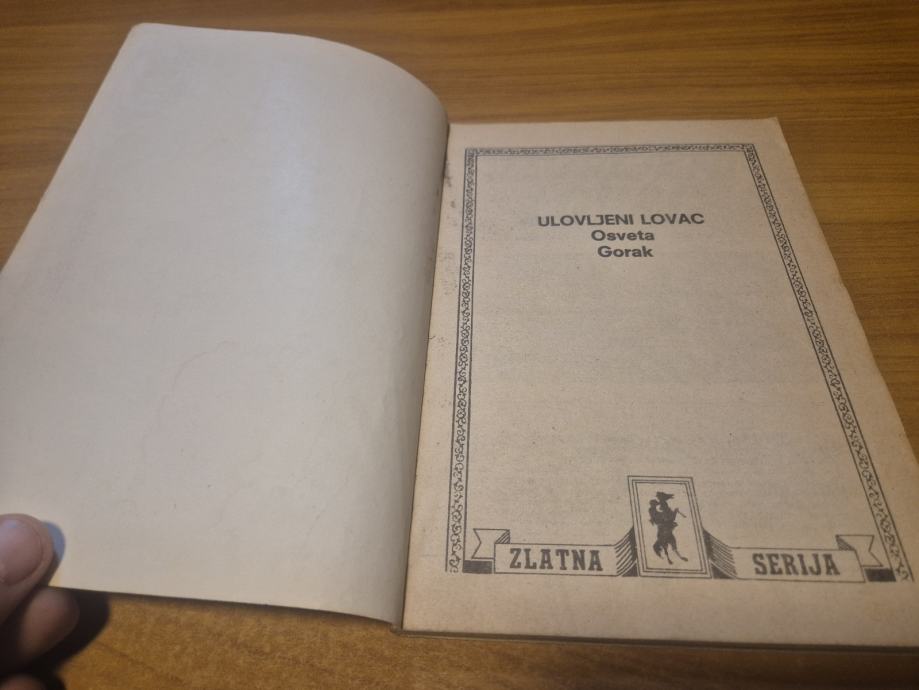 ULOVLJENI LOVAC
Osveta
Gorak
ZLATNA SERIJA